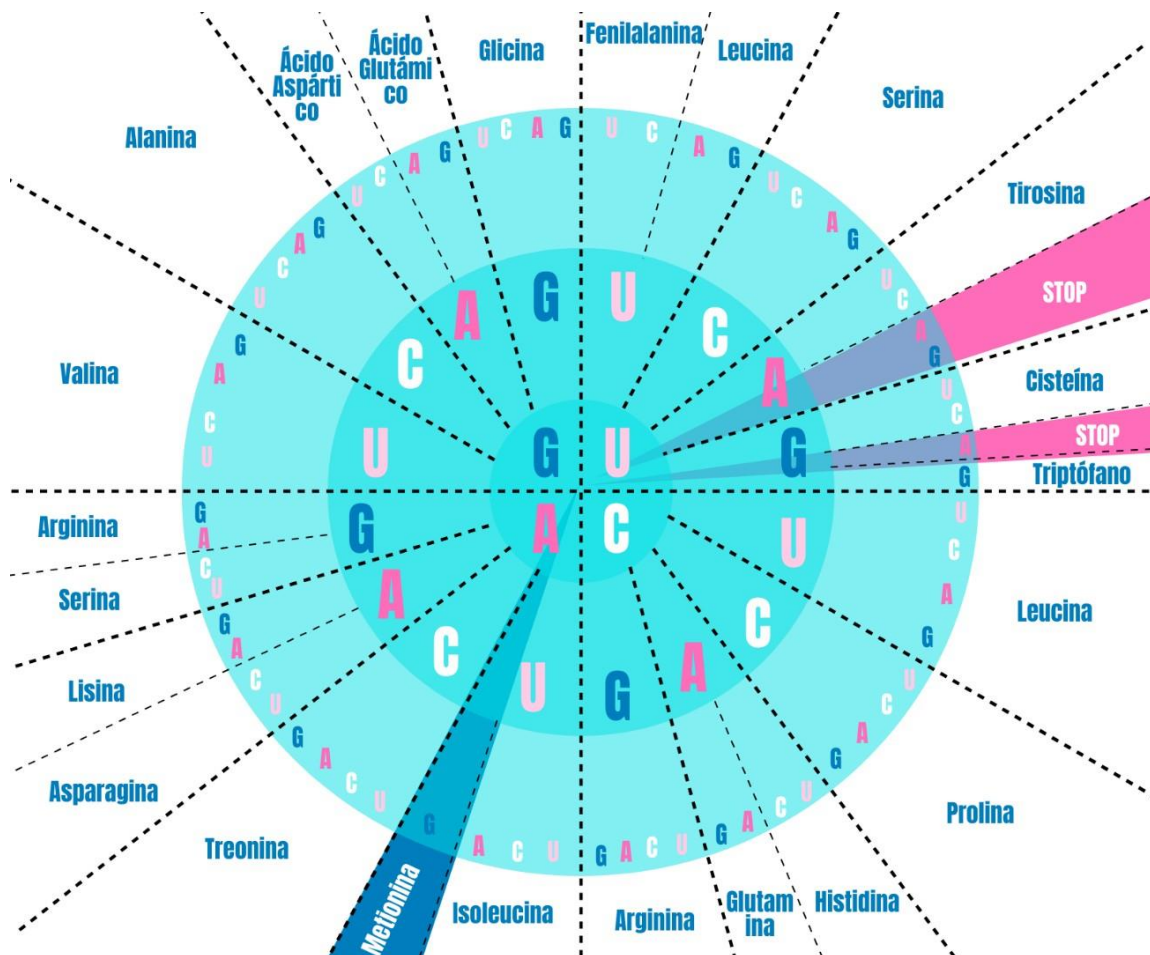 Fenilalanina
Leucina
Serina
Tirosina
STOP
Cisteína
STOP
Triptófano
Leucina
Prolina
Histidina
Glutam
ina
Arginina
Isoleucina
Metionina
Treonina
Asparagina
Lisina
Serina
Arginina
Valina
Alanina
Ácido
Aspárti
co
Ácido
Glutámi
co
Glicina
U C A G U C A G U C A G U C A G
U C A G U C A G U C A G U C A G
U C A G U C A G U C A G U C A G
U C A G U C A G U C A G U C A G
U C A G
U C A G
U C A G
U C A G
G U
A C